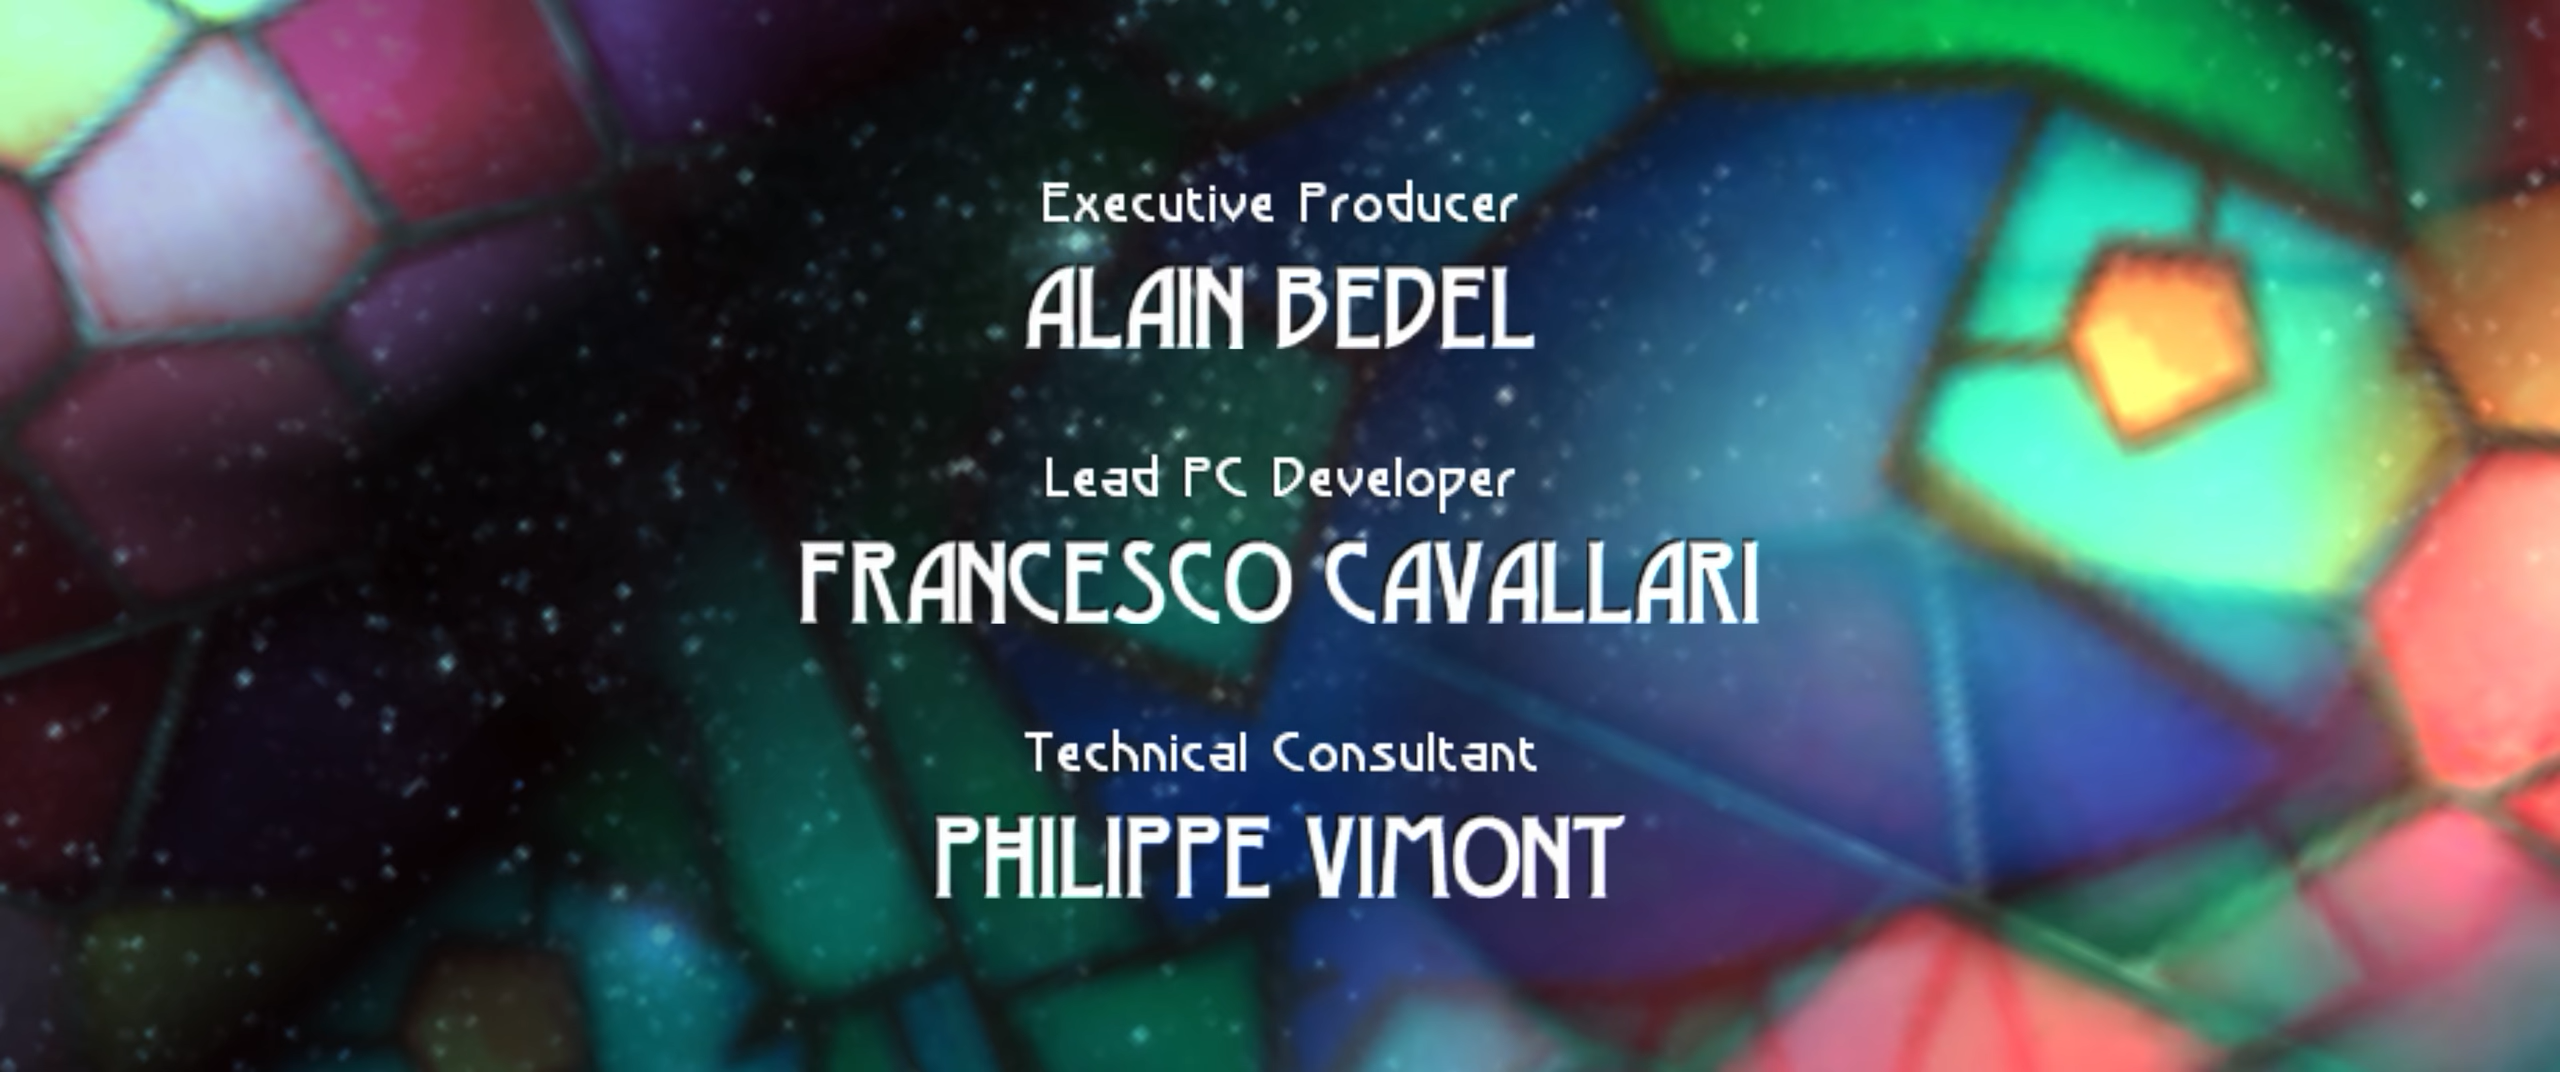 Executive Producer
ALAIN BEDEL
Lead PC Developer
FRANCESCO CAVALLARI
Technical Consultant
PHILIPPE VIMONT